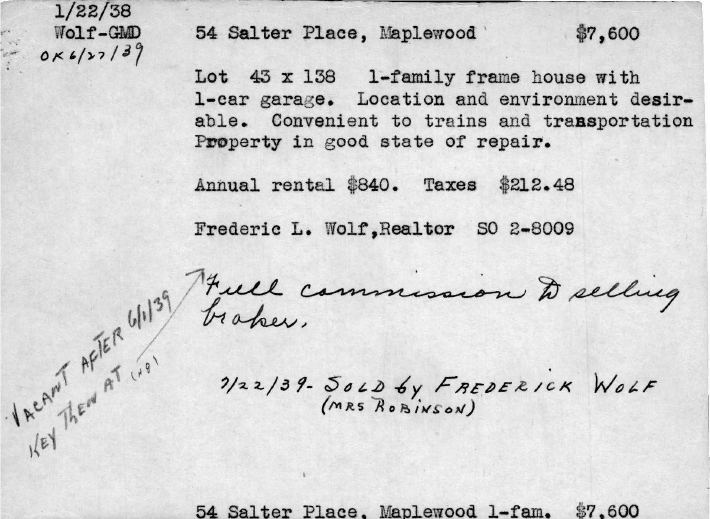 1/22/38
Wolf-GMD
OK 6/27/39
54 Salter Place, Maplewood $7,600
Lot 43 x 138 1-family frame house with
1-car garage. Location and environment desir-
able. Convenient to trains and transportation
Property in good state of repair.
Annual rental $840. Taxes $212.48
Frederic L. Wolf,Realtor SO 2-8009
Full commission to selling
broker.
VACANT AFTER 6/1/39
KEY THEN AT
7/22/39- SOLD by FREDERICK WOLF
(MRS ROBINSON)
54 Salter Place, Maplewood 1-fam. $7,600